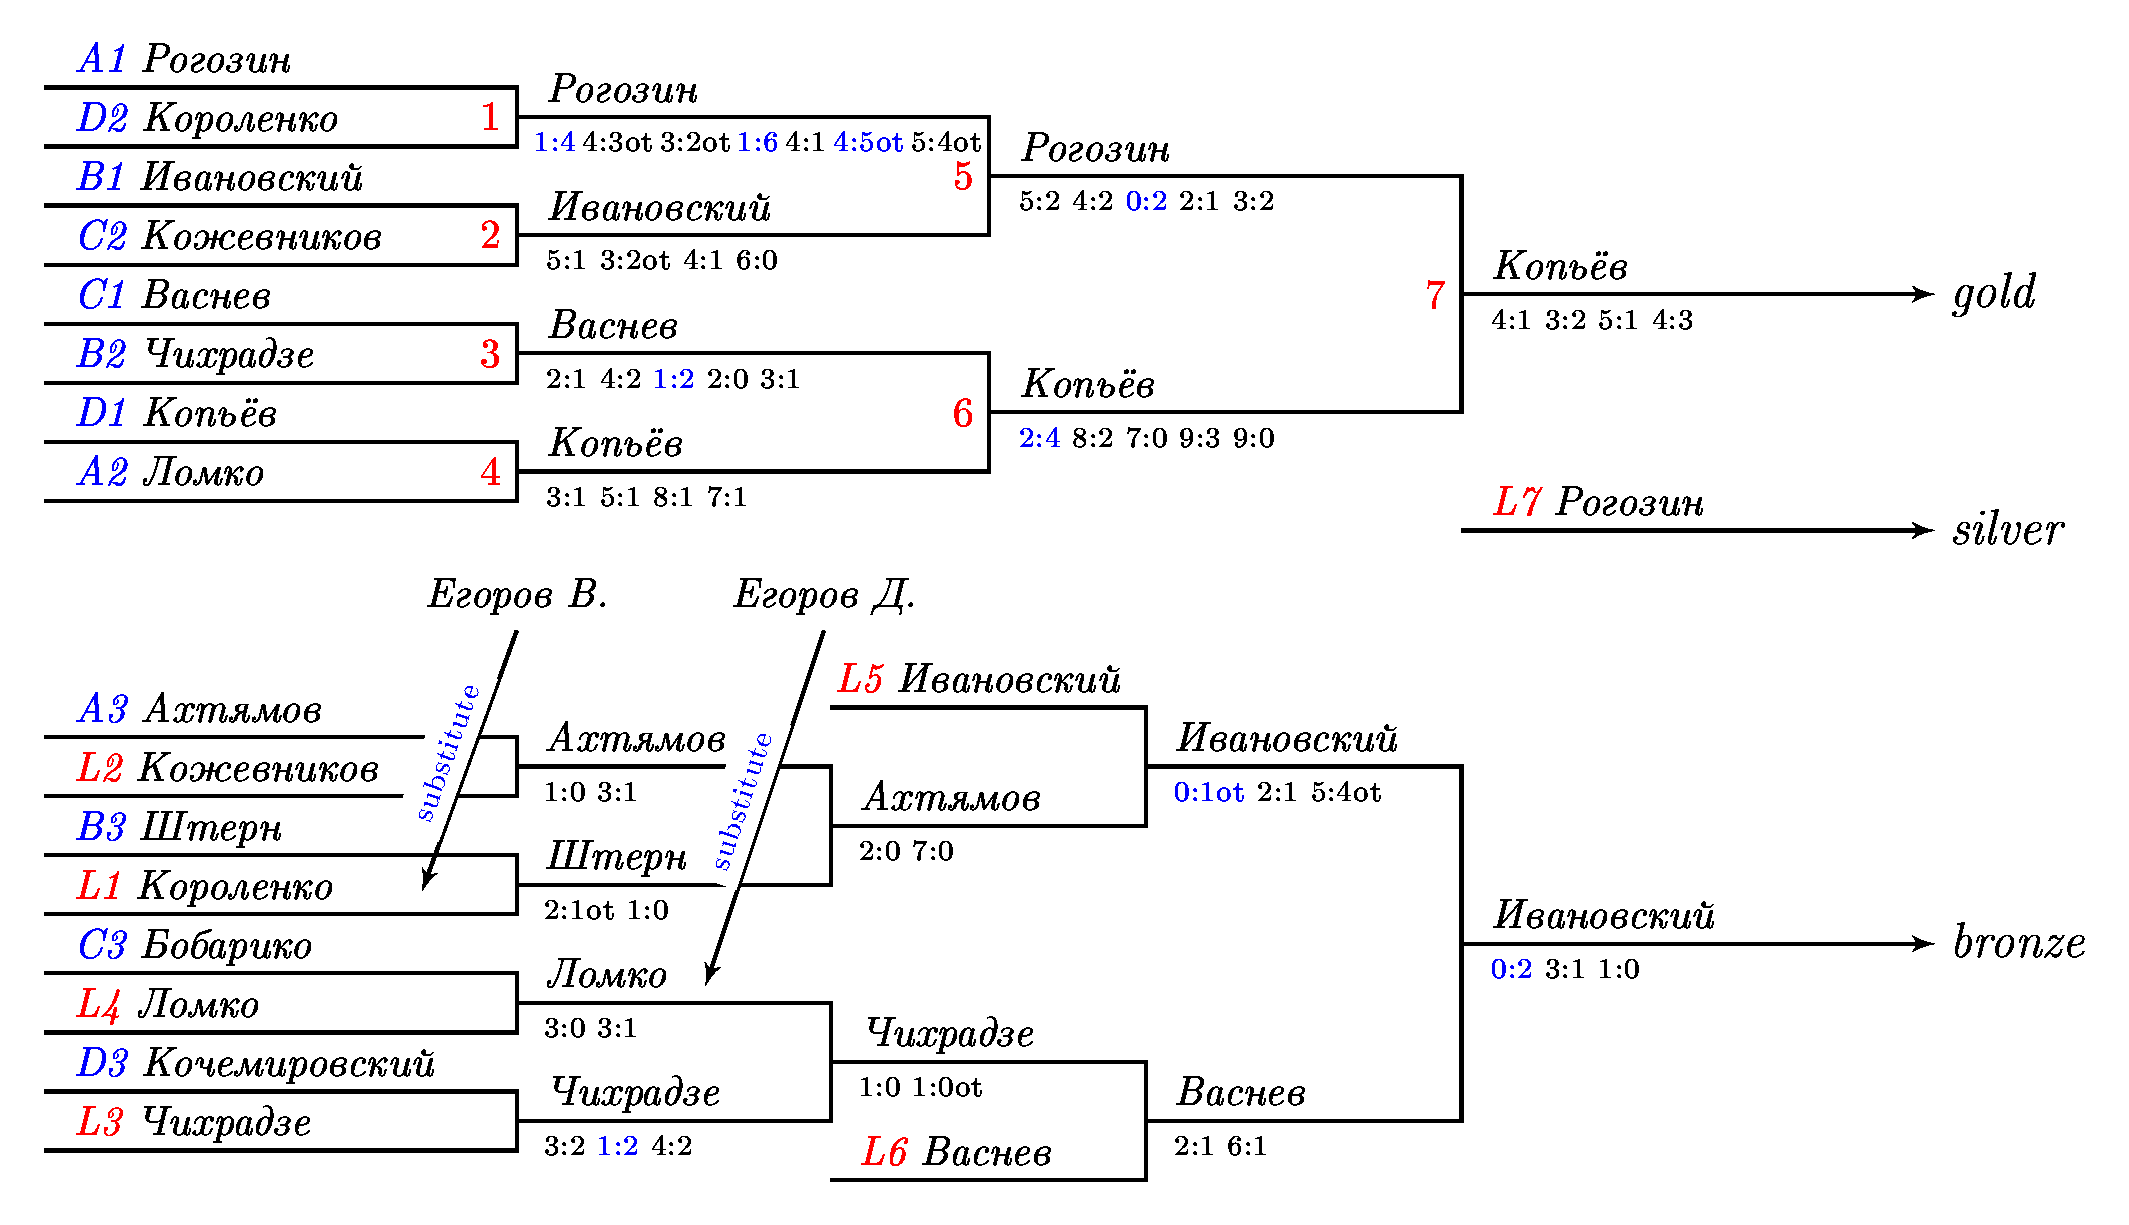 A1 Рогозин
Рогозин
D2 Короленко 1
1:4 4:3ot 3:2ot 1:6 4:1 4:5ot 5:4ot
Рогозин
B1 Ивановский
5
5:2 4:2 0:2 2:1 3:2
Ивановский
C2 Кожевников 2
5:1 3:2ot 4:1 6:0
Копьёв
C1 Васнев
7
gold
4:1 3:2 5:1 4:3
Васнев
B2 Чихрадзе 3
2:1 4:2 1:2 2:0 3:1
Копьёв
D1 Копьёв
6
2:4 8:2 7:0 9:3 9:0
Копьёв
A2 Ломко 4
3:1 5:1 8:1 7:1
L7 Рогозин
silver
Егоров В.
Егоров Д.
substitute
substitute
L5 Ивановский
A3 Ахтямов
Ахтямов
Ивановский
L2 Кожевников
1:0 3:1
0:1ot 2:1 5:4ot
Ахтямов
B3 Штерн
2:0 7:0
Штерн
L1 Короленко
2:1ot 1:0
Ивановский
bronze
0:2 3:1 1:0
C3 Бобарико
Ломко
L4 Ломко
3:0 3:1
Чихрадзе
D3 Кочемировский
1:0 1:0ot
Чихрадзе
Васнев
L3 Чихрадзе
3:2 1:2 4:2
2:1 6:1
L6 Васнев